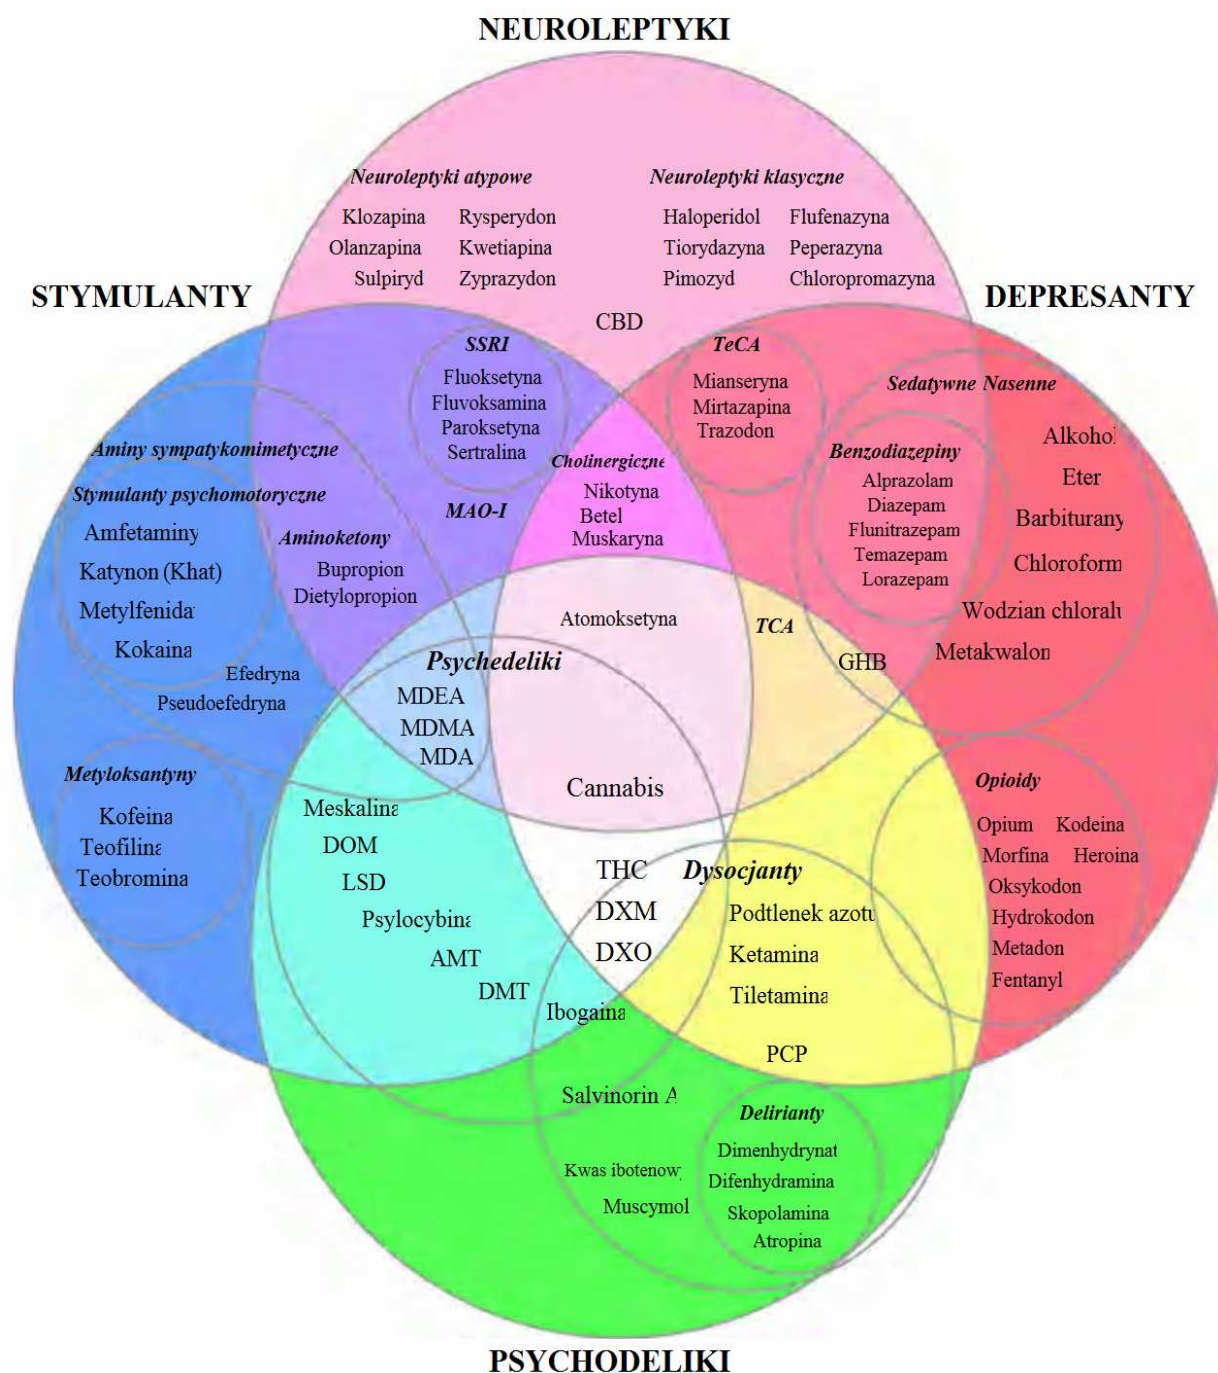 NEUROLEPTYKI
Neuroleptyki atypowe
Klozapina Rysperydon
Olanzapina Kwetiapina
Sulpiryd Zyprazydon
Neuroleptyki klasyczne
Haloperidol Flufenazyna
Tiorydazyna Peperazyna
Pimozyd Chloropromazyna
CBD
STYMULANTY
DEPRESANTY
SSRI
Fluoksetyna
Fluvoksamina
Paroksetyna
Sertralina
TeCA
Mianseryna
Mirtazapina
Trazodon
Sedatywne Nasenne
Alkohol
Eter
Barbiturany
Chloroform
Wodzian chloralu
Metakwalon
Benzodiazepiny
Alprazolam
Diazepam
Flunitrazepam
Temazepam
Lorazepam
Aminy sympatykomimetyczne
Stymulanty psychomotoryczne
Amfetaminy
Katynon (Khat)
Metylfenida
Kokaina
Efedryna
Pseudoefedryna
MAO-I
Aminoketony
Bupropion
Dietylopropion
Cholinergiczne
Nikotyna
Betel
Muskaryna
Atomoksetyna
TCA
GHB
Psychedeliki
MDEA
MDMA
MDA
Cannabis
Metyloksantyny
Kofeina
Teofilina
Teobromina
Meskalina
DOM
LSD
Psylocybina
AMT
DMT
Ibogaina
THC
DXM
DXO
Dysocjanty
Podtlenek azotu
Ketamina
Tiletamina
PCP
Opioidy
Opium Kodeina
Morfina Heroina
Oksykodon
Hydrokodon
Metadon
Fentanyl
Salvinorin A
Kwas ibotenowy
Muscymol
Delirianty
Dimenhydrynat
Difenhydramina
Skopolamina
Atropina
PSYCHODELIKI